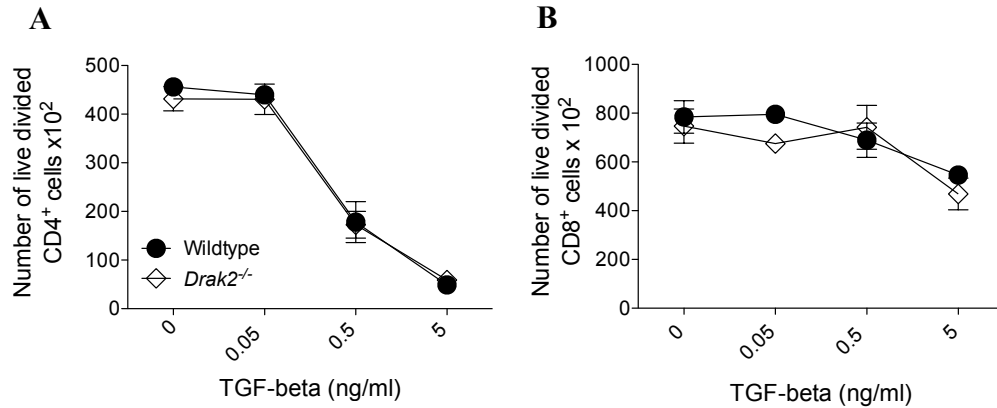 A
Number of live divided
CD4⁺ cells x10²
500
400
300
200
100
0
Wildtype
Drak2⁻/⁻
0
0.05
0.5
5
TGF-beta (ng/ml)
B
Number of live divided
CD8⁺ cells x 10²
1000
800
600
400
200
0
0
0.05
0.5
5
TGF-beta (ng/ml)